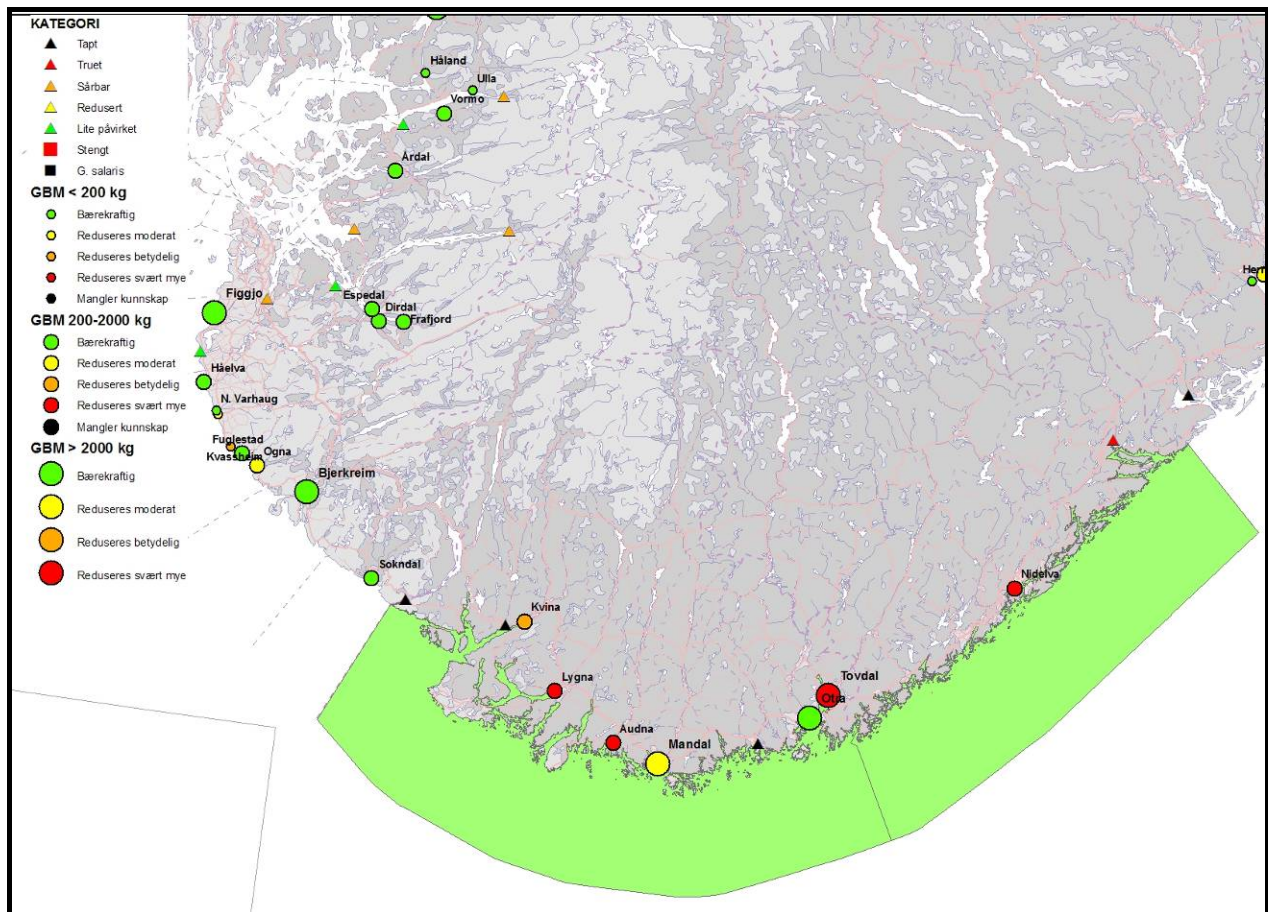 KATEGORI
Tapt
Truet
Sårbar
Redusert
Lite påvirket
Stengt
G. salaris
GBM < 200 kg
Bærekraftig
Reduseres moderat
Reduseres betydelig
Reduseres svært mye
Mangler kunnskap
GBM 200-2000 kg
Bærekraftig
Reduseres moderat
Reduseres betydelig
Reduseres svært mye
Mangler kunnskap
GBM > 2000 kg
Bærekraftig
Reduseres moderat
Reduseres betydelig
Reduseres svært mye
Håland
Ulla
Vormo
Årdal
Figgjo
Espedal
Dirdal
Frafjord
Håelva
N. Varhaug
Fuglestad
Ogna
Kvassheim
Bjerkreim
Sokndal
Kvina
Lygna
Audna
Mandal
Tovdal
Otra
Nidelva